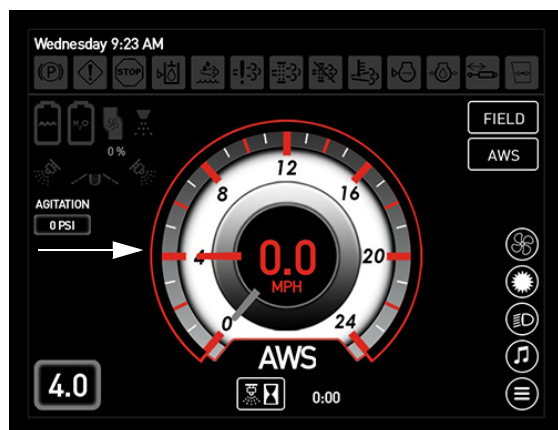 Wednesday 9:23 AM
(P)
STOP
N₂O
0 %
FIELD
AWS
AGITATION
0 PSI
12
8
16
4
20
0
24
0.0
MPH
AWS
4.0
0:00